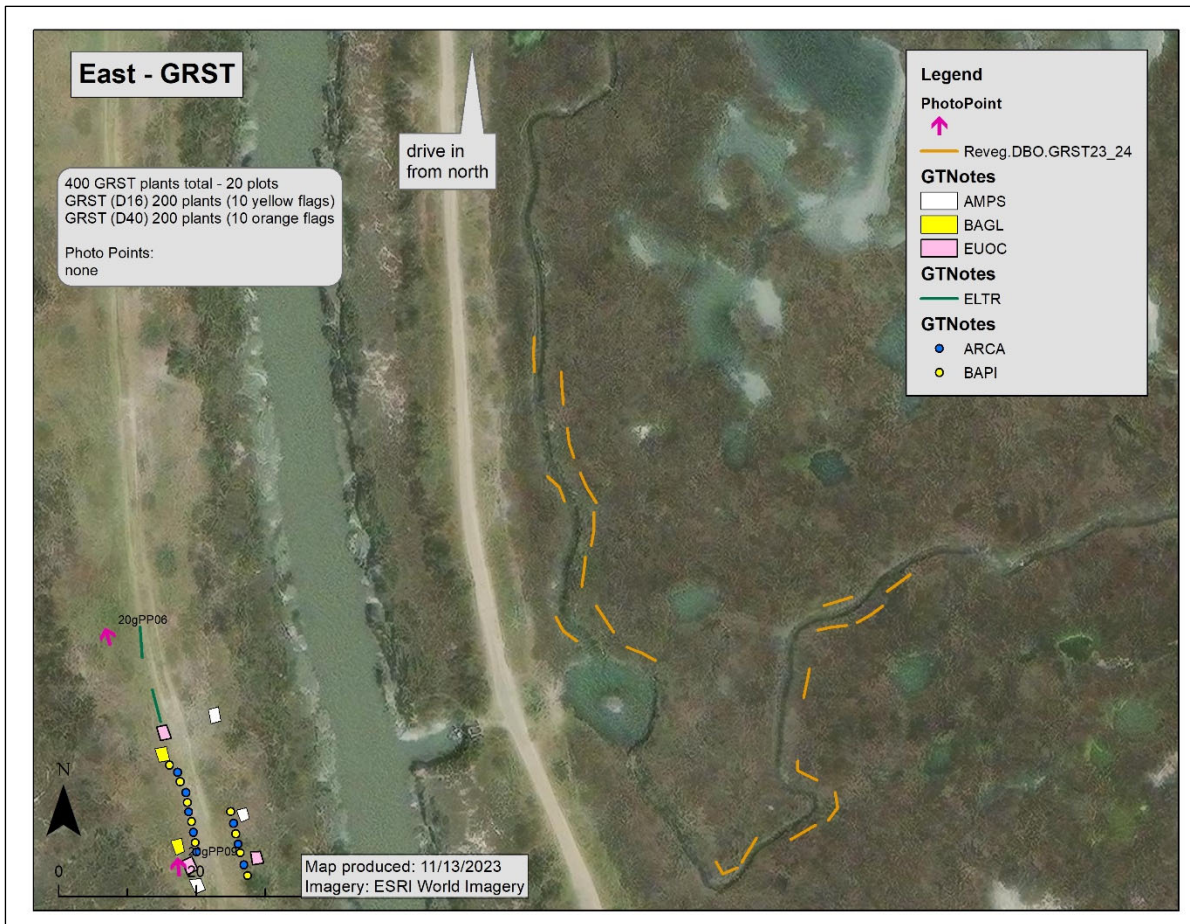 East - GRST
400 GRST plants total - 20 plots
GRST (D16) 200 plants (10 yellow flags)
GRST (D40) 200 plants (10 orange flags
Photo Points:
none
drive in
from north
Legend
PhotoPoint
Reveg.DBO.GRST23_24
GTNotes
AMPS
BAGL
EUOC
GTNotes
ELTR
GTNotes
ARCA
BAPI
20gPP06
N
0
20
Map produced: 11/13/2023
Imagery: ESRI World Imagery